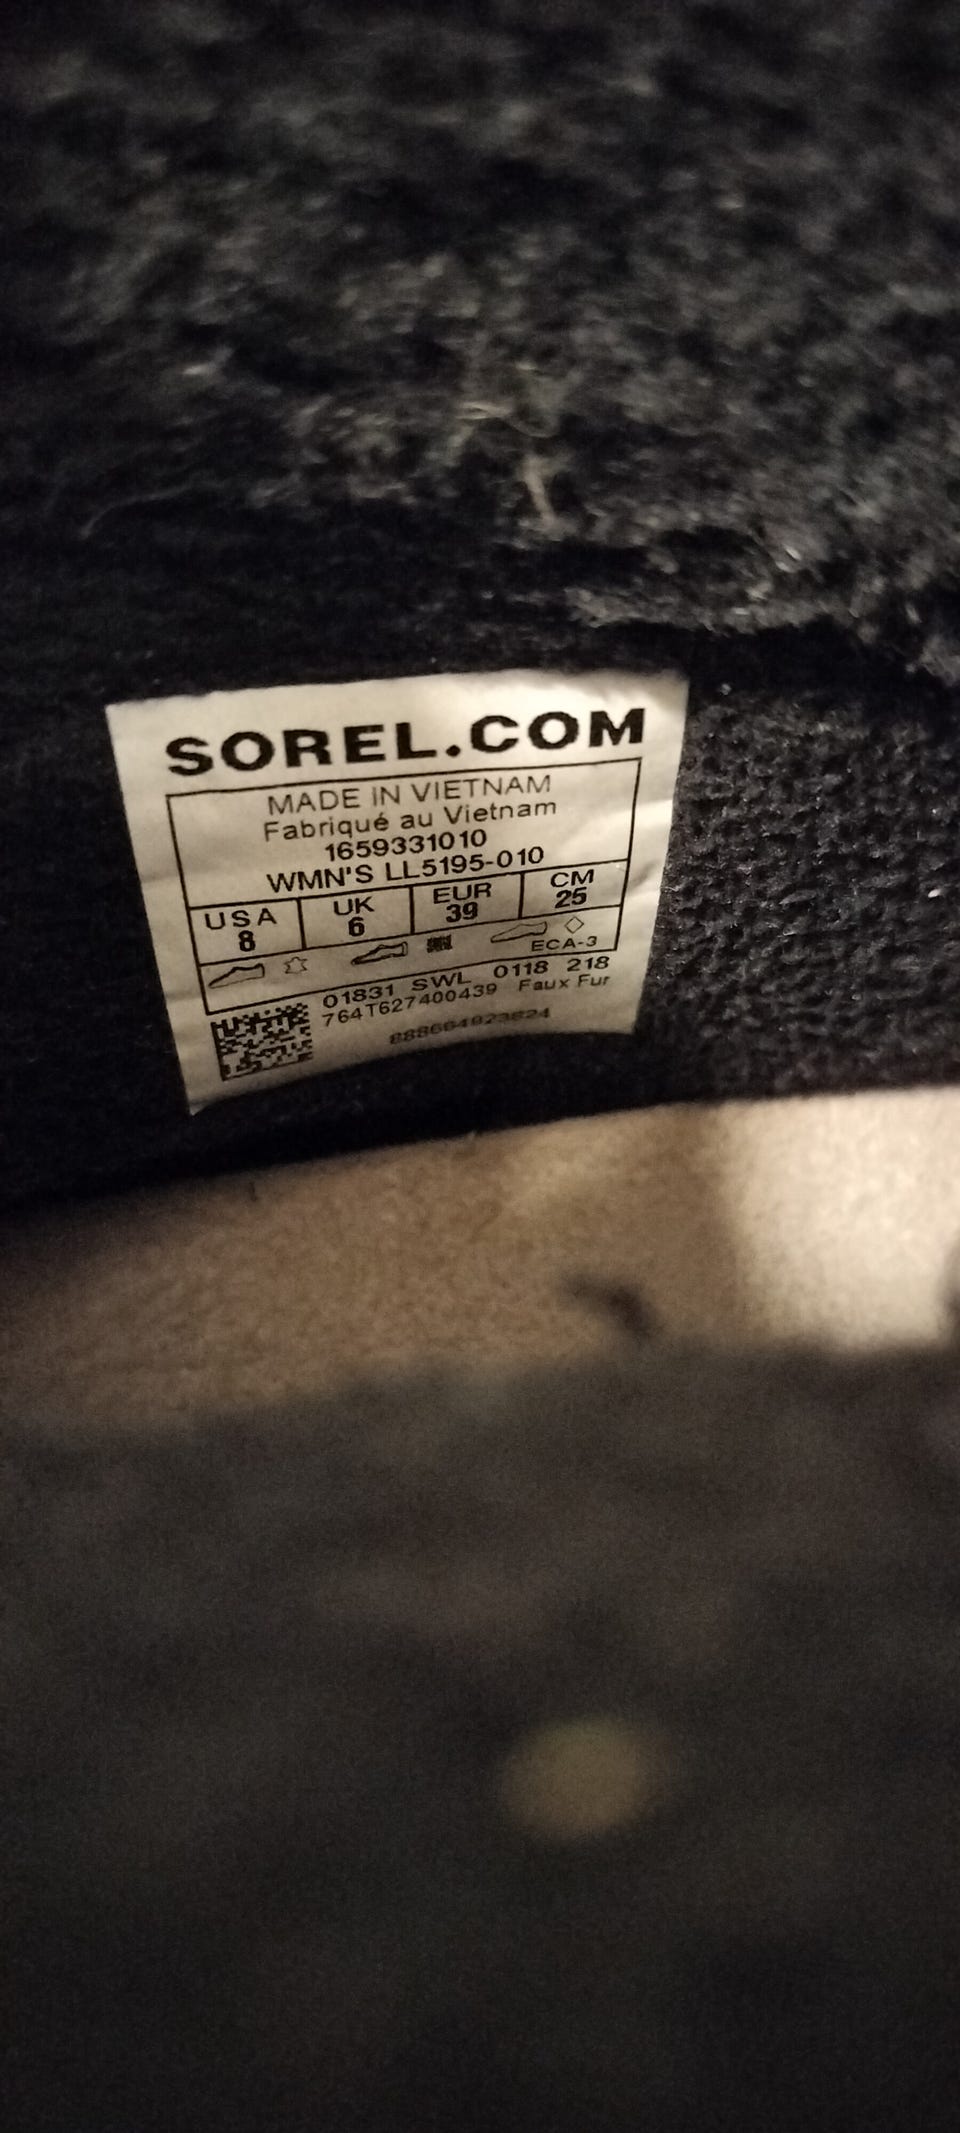 SOREL.COM
MADE IN VIETNAM
Fabriqué au Vietnam
1659331010
WMN'S LL5195-010
USA UK EUR CM
8 6 39 25
ECA-3
01831 SWL 0118 218
764T627400439 Faux Fur